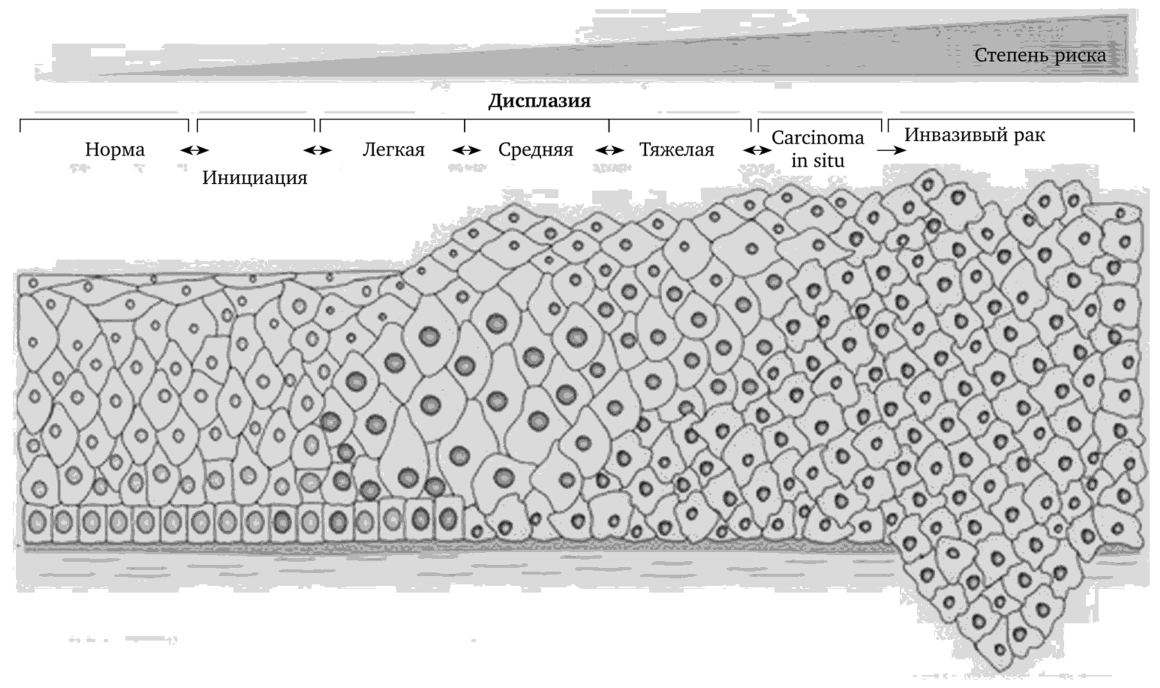 Степень риска
Дисплазия
Норма
Инициация
Легкая
Средняя
Тяжелая
Carcinoma
in situ
Инвазивый рак